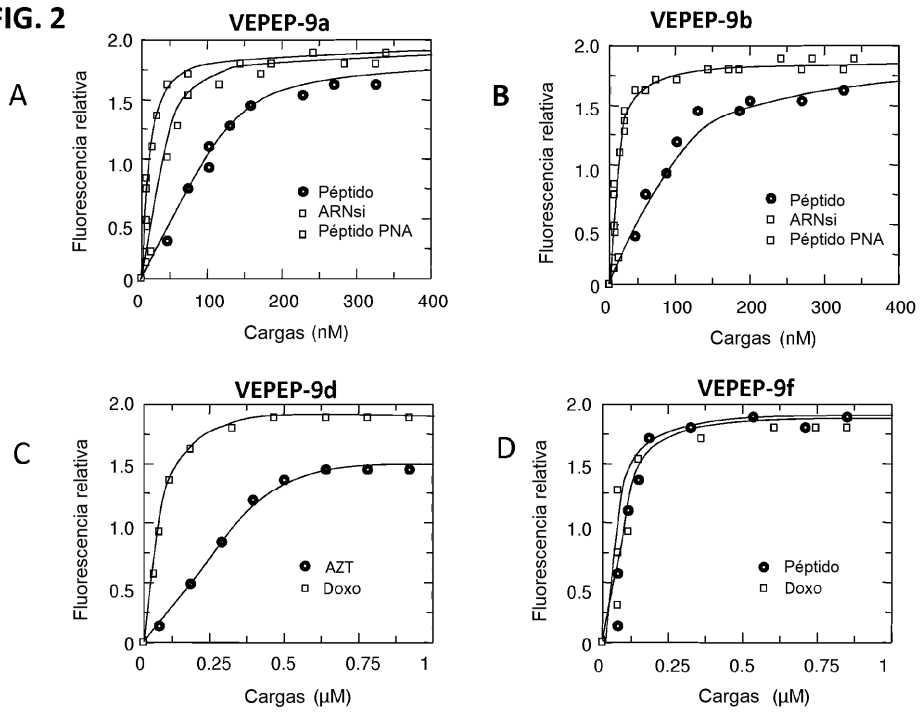 FIG. 2
VEPEP-9a
VEPEP-9b
A
B
Fluorescencia relativa
2.0
1.5
1.0
0.5
0
Péptido
ARNsi
Péptido PNA
0
100
200
300
400
Cargas (nM)
Fluorescencia relativa
2.0
1.5
1.0
0.5
0
Péptido
ARNsi
Péptido PNA
0
100
200
300
400
Cargas (nM)
VEPEP-9d
VEPEP-9f
C
D
Fluorescencia relativa
2.0
1.5
1.0
0.5
0
AZT
Doxo
0
0.25
0.5
0.75
1
Cargas (µM)
Fluorescencia relativa
2.0
1.5
1.0
0.5
0
Péptido
Doxo
0
0.25
0.5
0.75
1
Cargas (µM)